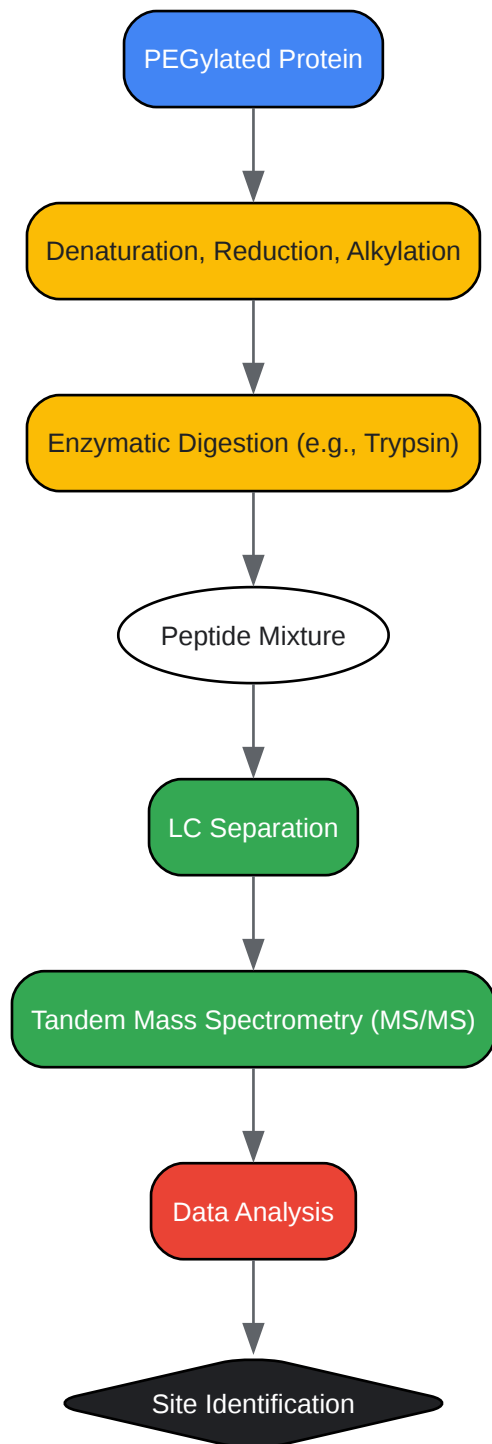 PEGylated Protein
Denaturation, Reduction, Alkylation
Enzymatic Digestion (e.g., Trypsin)
Peptide Mixture
LC Separation
Tandem Mass Spectrometry (MS/MS)
Data Analysis
Site Identification